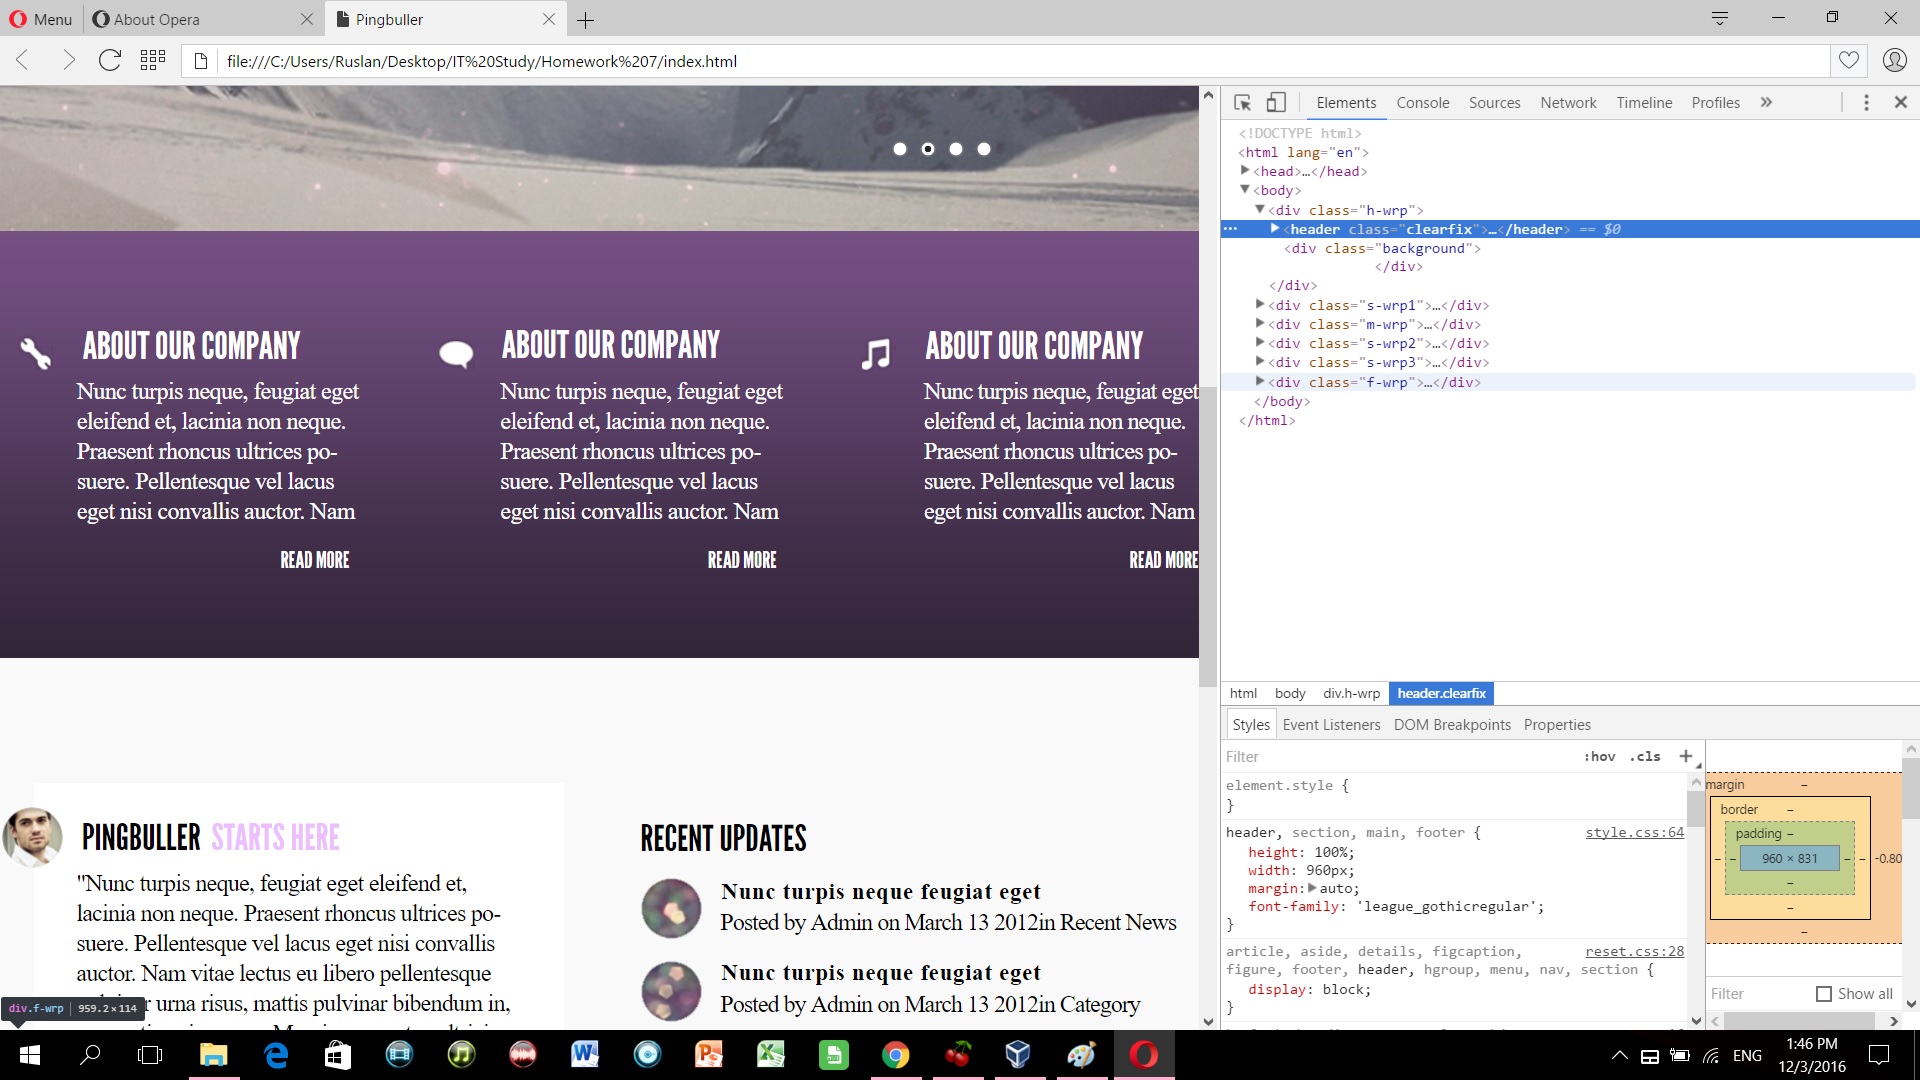 Menu
About Opera
Pingbuller
file:///C:/Users/Ruslan/Desktop/IT%20Study/Homework%207/index.html
ABOUT OUR COMPANY
Nunc turpis neque, feugiat eget
eleifend et, lacinia non neque.
Praesent rhoncus ultrices po-
suere. Pellentesque vel lacus
eget nisi convallis auctor. Nam
READ MORE
ABOUT OUR COMPANY
Nunc turpis neque, feugiat eget
eleifend et, lacinia non neque.
Praesent rhoncus ultrices po-
suere. Pellentesque vel lacus
eget nisi convallis auctor. Nam
READ MORE
ABOUT OUR COMPANY
Nunc turpis neque, feugiat eget
eleifend et, lacinia non neque.
Praesent rhoncus ultrices po-
suere. Pellentesque vel lacus
eget nisi convallis auctor. Nam
READ MORE
PINGBULLER STARTS HERE
"Nunc turpis neque, feugiat eget eleifend et,
lacinia non neque. Praesent rhoncus ultrices po-
suere. Pellentesque vel lacus eget nisi convallis
auctor. Nam vitae lectus eu libero pellentesque
urna risus, mattis pulvinar bibendum in,
div.f-wrp | 959.2×114
RECENT UPDATES
Nunc turpis neque feugiat eget
Posted by Admin on March 13 2012in Recent News
Nunc turpis neque feugiat eget
Posted by Admin on March 13 2012in Category
Elements Console Sources Network Timeline Profiles »
<!DOCTYPE html>
<html lang="en">
<head>…</head>
<body>
<div class="h-wrp">
<header class="clearfix">…</header> == $0
<div class="background">
</div>
</div>
<div class="s-wrp1">…</div>
<div class="m-wrp">…</div>
<div class="s-wrp2">…</div>
<div class="s-wrp3">…</div>
<div class="f-wrp">…</div>
</body>
</html>
html body div.h-wrp header.clearfix
Styles Event Listeners DOM Breakpoints Properties
Filter :hov .cls +
element.style {
}
header, section, main, footer { style.css:64
height: 100%;
width: 960px;
margin: auto;
font-family: 'league_gothicregular';
}
article, aside, details, figcaption, reset.css:28
figure, footer, header, hgroup, menu, nav, section {
display: block;
}
margin –
border –
padding –
– – 960 × 831 – – -0.80
–
–
–
Filter Show all
ENG
1:46 PM
12/3/2016